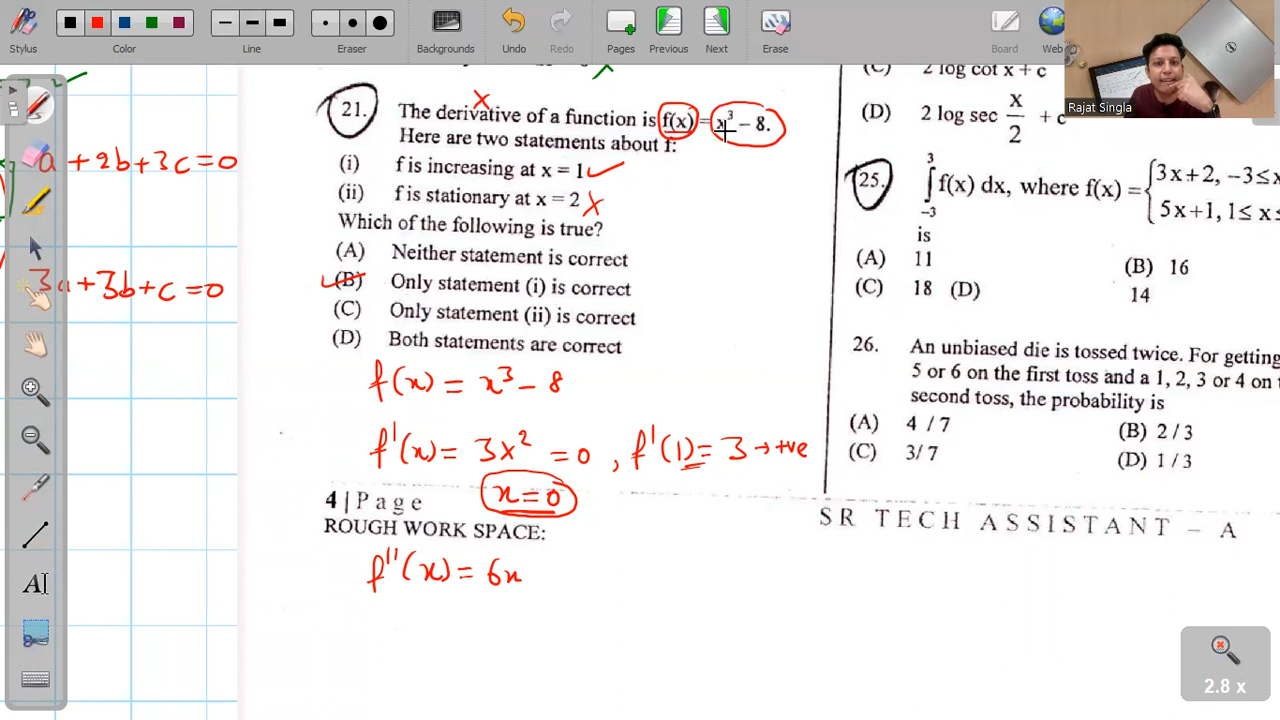 Stylus
Color
Line
Eraser
Backgrounds
Undo
Redo
Pages
Previous
Next
Erase
Board
Web
Rajat Singla
a + 2b + 3c = 0
3a + 3b + c = 0
21. The derivative of a function is f(x) = x³ – 8.
Here are two statements about f:
(i) f is increasing at x = 1
(ii) f is stationary at x = 2
Which of the following is true?
(A) Neither statement is correct
(B) Only statement (i) is correct
(C) Only statement (ii) is correct
(D) Both statements are correct
f(x) = x³ – 8
f'(x) = 3x² = 0 , f'(1) = 3 → +ve
x = 0
4 | Page
ROUGH WORK SPACE:
f''(x) = 6x
(C) 2 log cot x + c
(D) 2 log sec x/2 + c
25. ∫₋₃³ f(x) dx, where f(x) = { 3x + 2, –3 ≤ x
5x + 1, 1 ≤ x ≤
is
(A) 11 (B) 16
(C) 18 (D) 14
26. An unbiased die is tossed twice. For getting
5 or 6 on the first toss and a 1, 2, 3 or 4 on
second toss, the probability is
(A) 4 / 7 (B) 2 / 3
(C) 3/ 7 (D) 1 / 3
SR TECH ASSISTANT – A
2.8 x